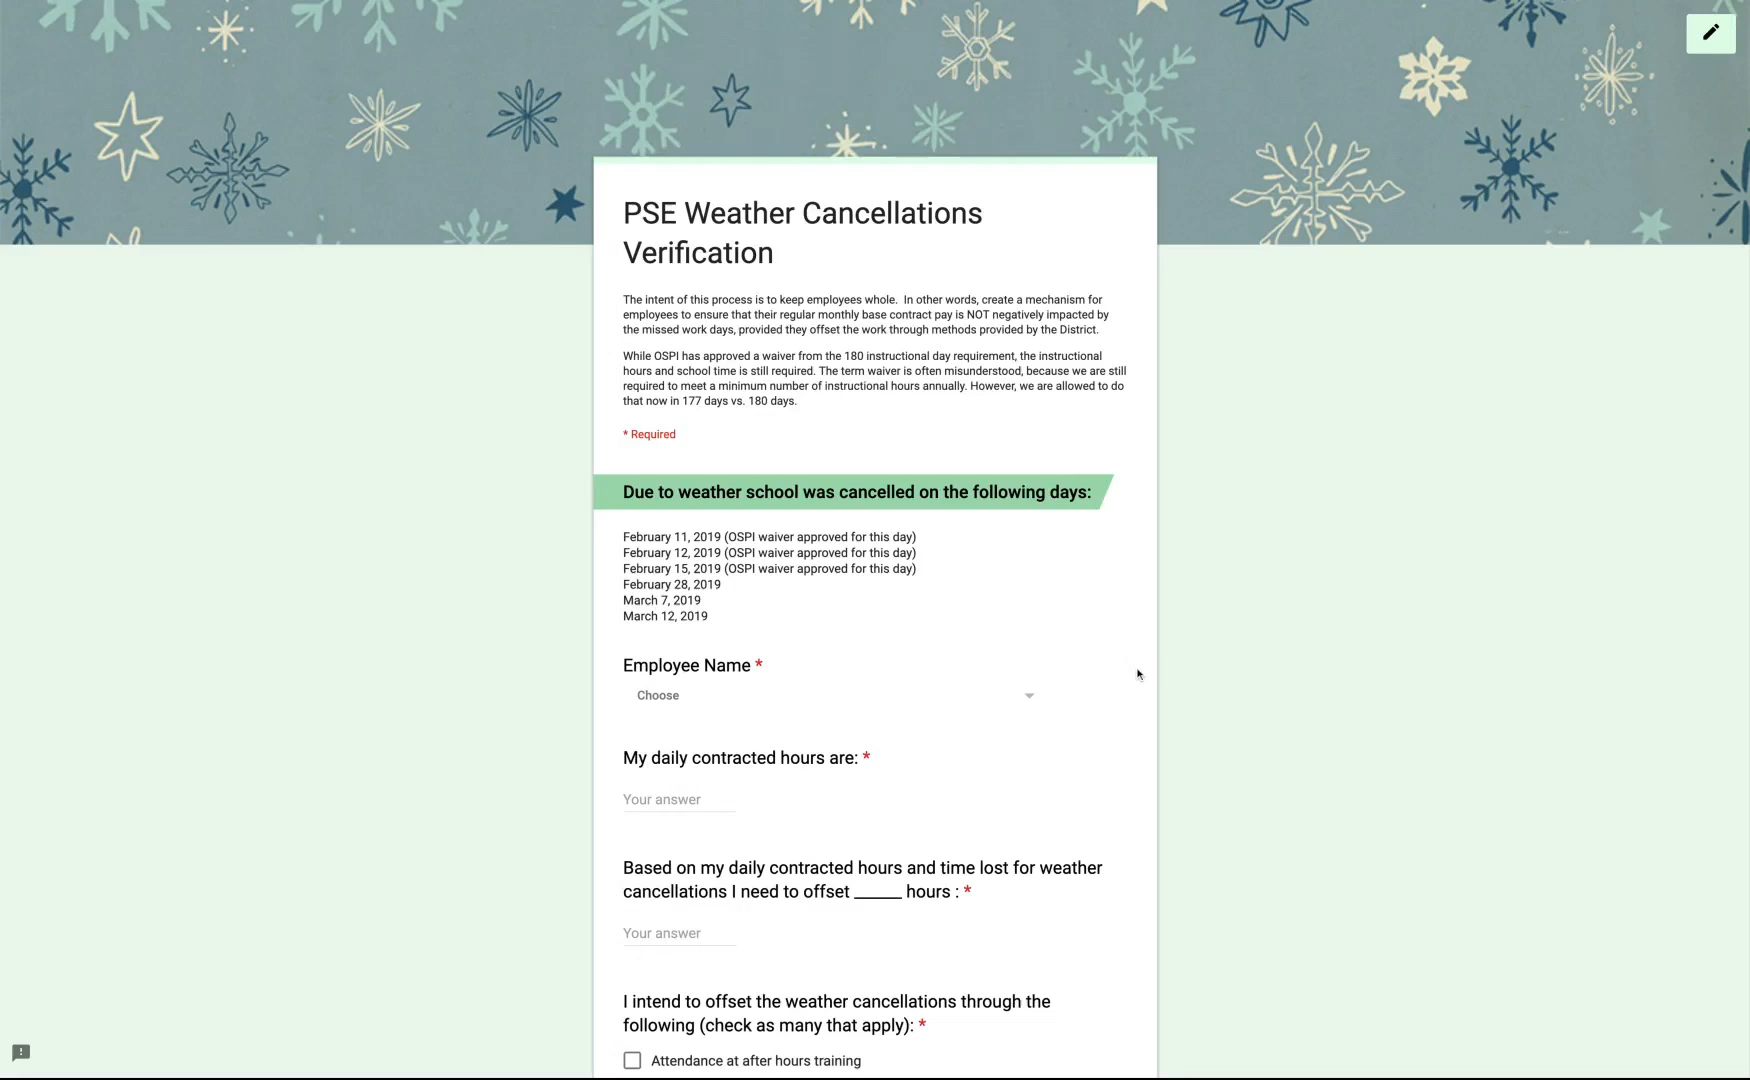 PSE Weather Cancellations
Verification
The intent of this process is to keep employees whole.  In other words, create a mechanism for
employees to ensure that their regular monthly base contract pay is NOT negatively impacted by
the missed work days, provided they offset the work through methods provided by the District.
While OSPI has approved a waiver from the 180 instructional day requirement, the instructional
hours and school time is still required. The term waiver is often misunderstood, because we are still
required to meet a minimum number of instructional hours annually. However, we are allowed to do
that now in 177 days vs. 180 days.
* Required
Due to weather school was cancelled on the following days:
February 11, 2019 (OSPI waiver approved for this day)
February 12, 2019 (OSPI waiver approved for this day)
February 15, 2019 (OSPI waiver approved for this day)
February 28, 2019
March 7, 2019
March 12, 2019
Employee Name *
Choose
My daily contracted hours are: *
Your answer
Based on my daily contracted hours and time lost for weather
cancellations I need to offset ______ hours : *
Your answer
I intend to offset the weather cancellations through the
following (check as many that apply): *
Attendance at after hours training